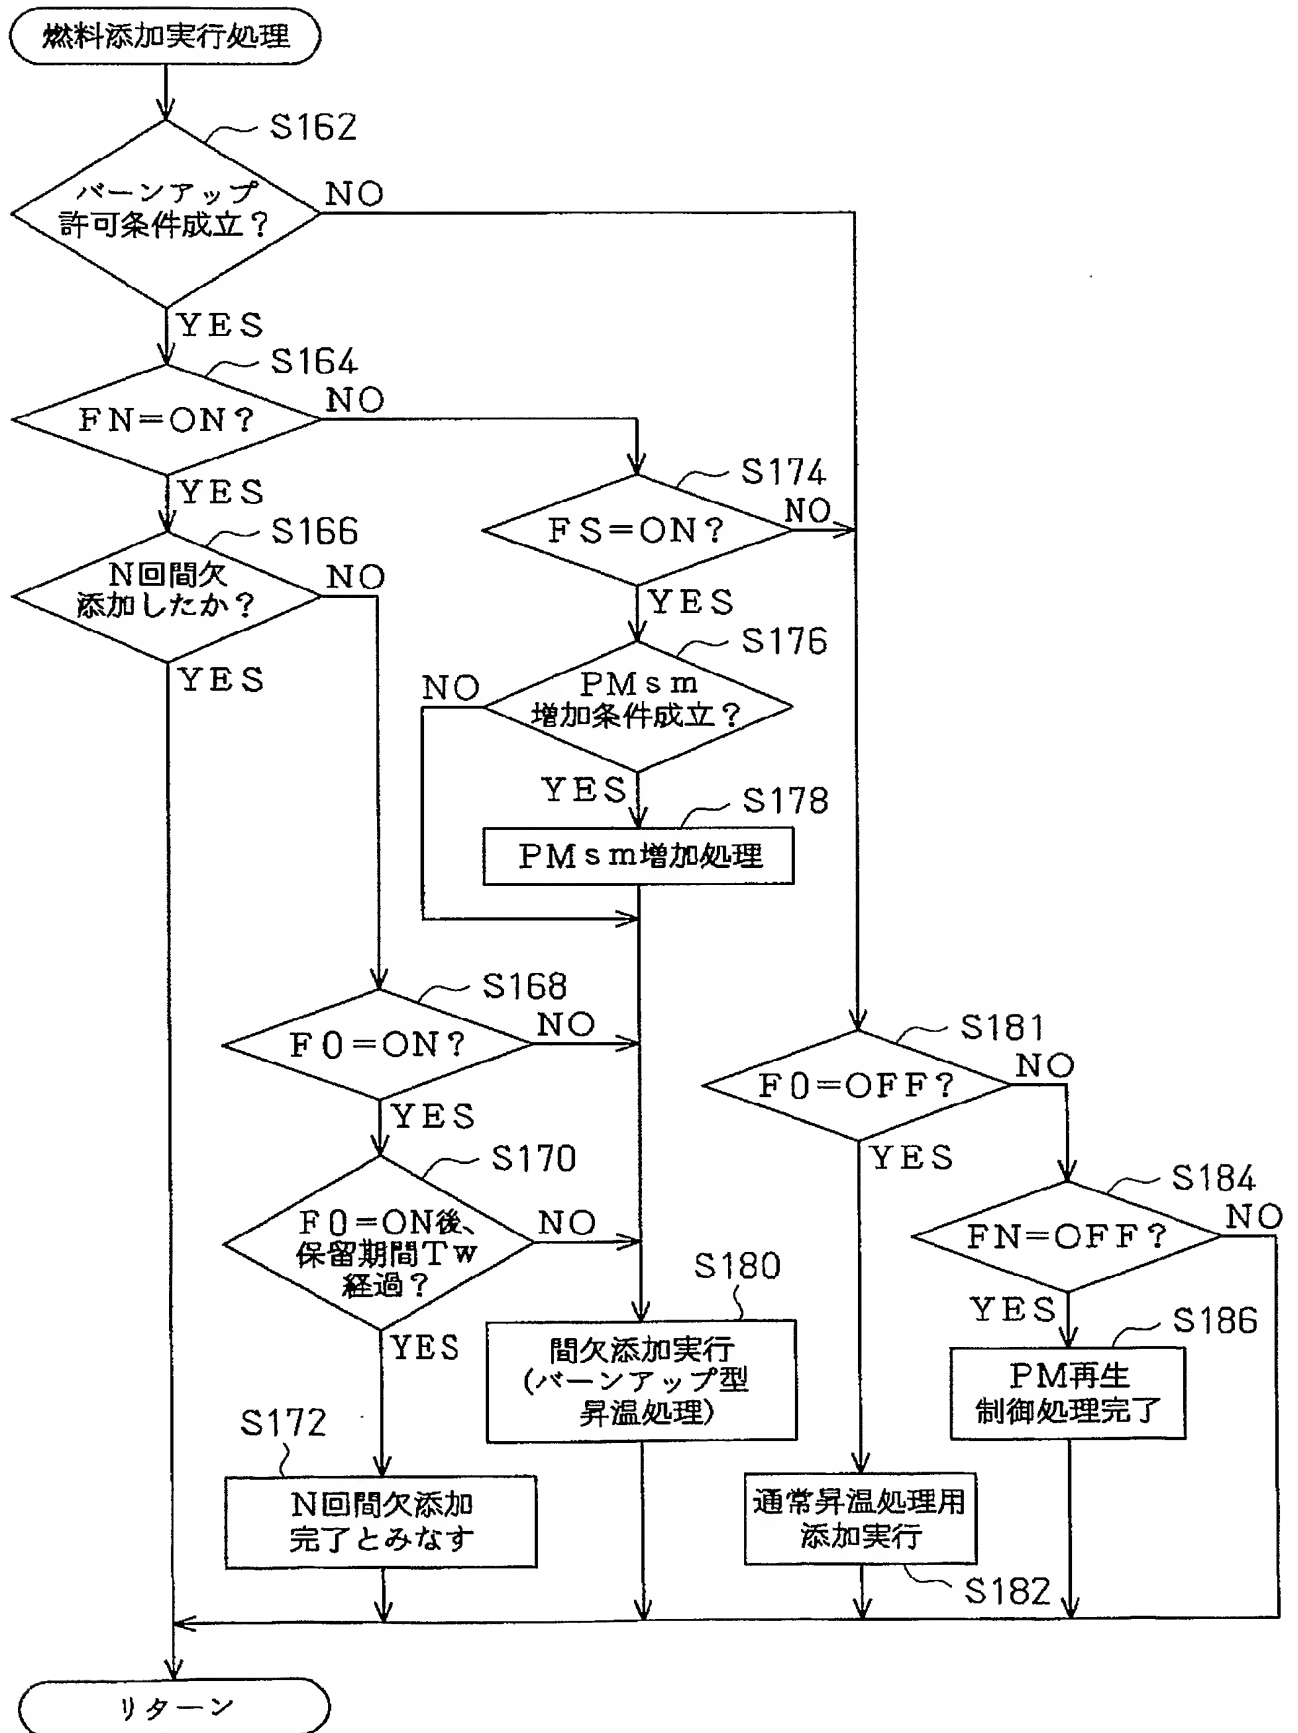 燃料添加実行処理
S162
バーンアップ
許可条件成立?
NO
YES
S164
FN=ON?
NO
YES
S174
FS=ON?
NO
YES
S166
N回間欠
添加したか?
NO
YES
S176
PMsm
増加条件成立?
NO
YES
S178
PMsm増加処理
S168
F0=ON?
NO
YES
S181
F0=OFF?
NO
YES
S170
F0=ON後、
保留期間Tw
経過?
NO
YES
S184
FN=OFF?
NO
YES
S180
間欠添加実行
(バーンアップ型
昇温処理)
S186
PM再生
制御処理完了
S172
N回間欠添加
完了とみなす
通常昇温処理用
添加実行
S182
リターン